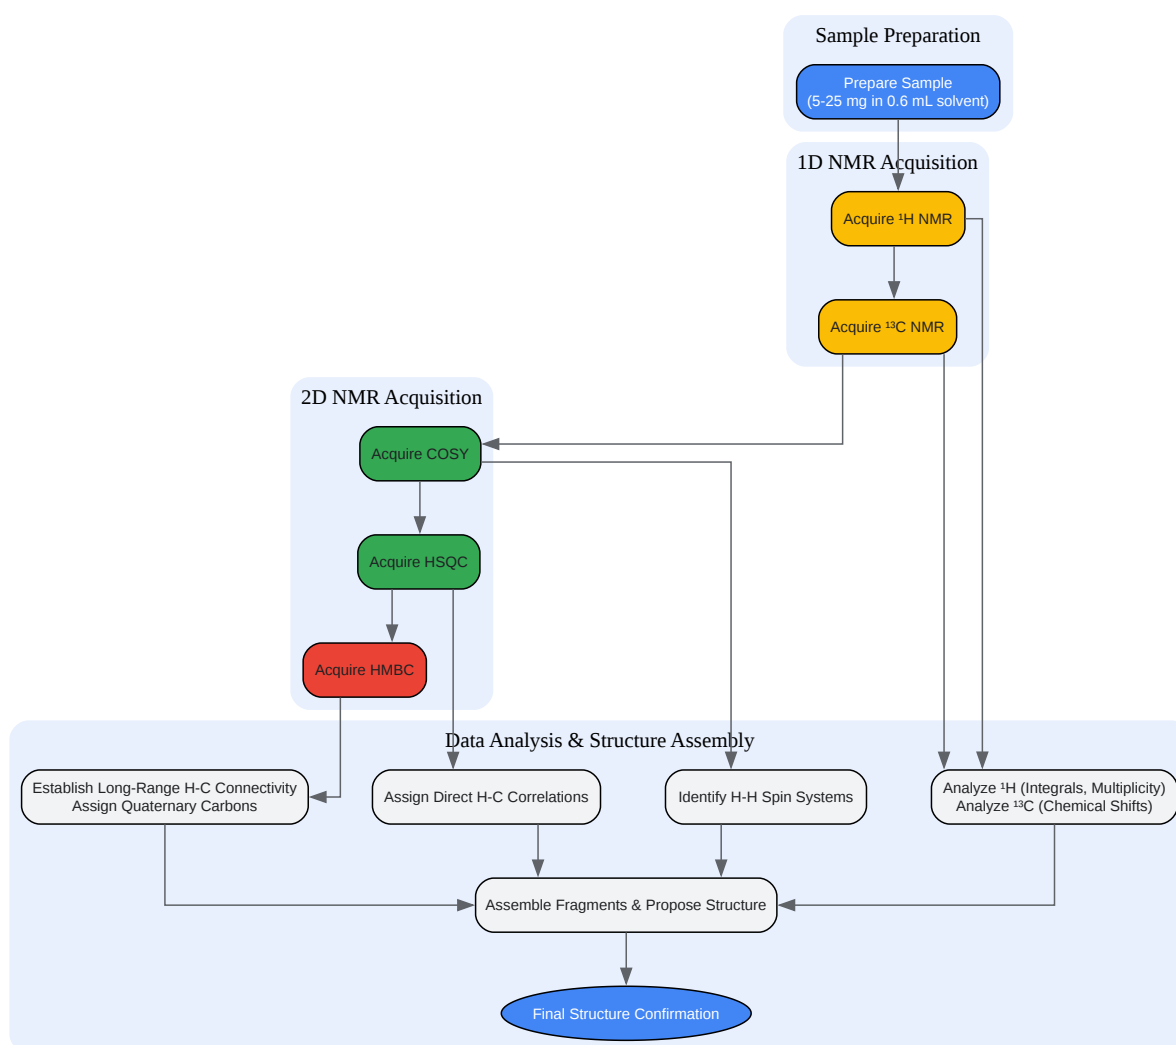 Sample Preparation
Prepare Sample
(5-25 mg in 0.6 mL solvent)
1D NMR Acquisition
Acquire ¹H NMR
Acquire ¹³C NMR
2D NMR Acquisition
Acquire COSY
Acquire HSQC
Acquire HMBC
Data Analysis & Structure Assembly
Establish Long-Range H-C Connectivity
Assign Quaternary Carbons
Assign Direct H-C Correlations
Identify H-H Spin Systems
Analyze ¹H (Integrals, Multiplicity)
Analyze ¹³C (Chemical Shifts)
Assemble Fragments & Propose Structure
Final Structure Confirmation